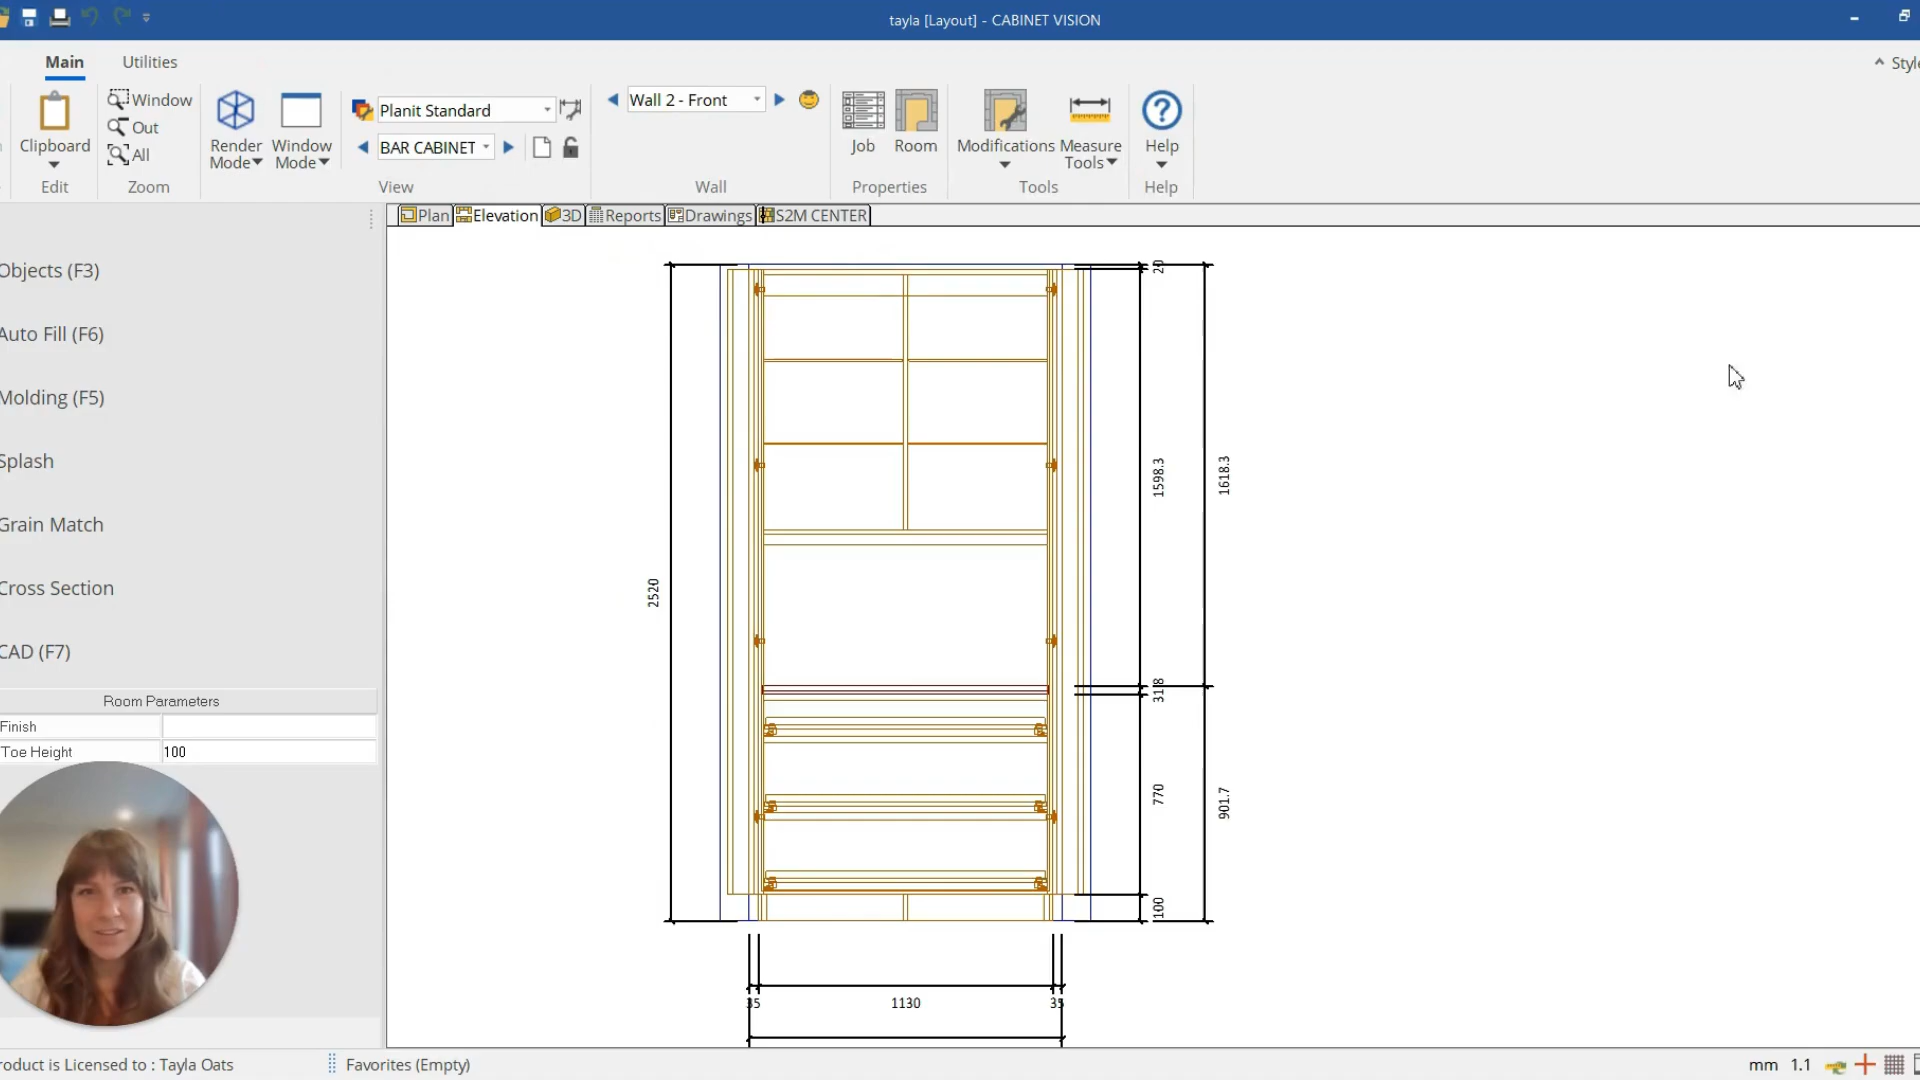 tayla [Layout] - CABINET VISION
Main
Utilities
Style
Clipboard
Window
Out
All
Render Mode
Window Mode
Planit Standard
BAR CABINET
Wall 2 - Front
Job
Room
Modifications
Measure Tools
Help
Edit
Zoom
View
Wall
Properties
Tools
Help
Plan
Elevation
3D
Reports
Drawings
S2M CENTER
Objects (F3)
Auto Fill (F6)
Molding (F5)
Splash
Grain Match
Cross Section
CAD (F7)
Room Parameters
Finish
Toe Height
100
2520
20
1598.3
1618.3
31.8
770
901.7
100
35
1130
35
roduct is Licensed to : Tayla Oats
Favorites (Empty)
mm
1.1